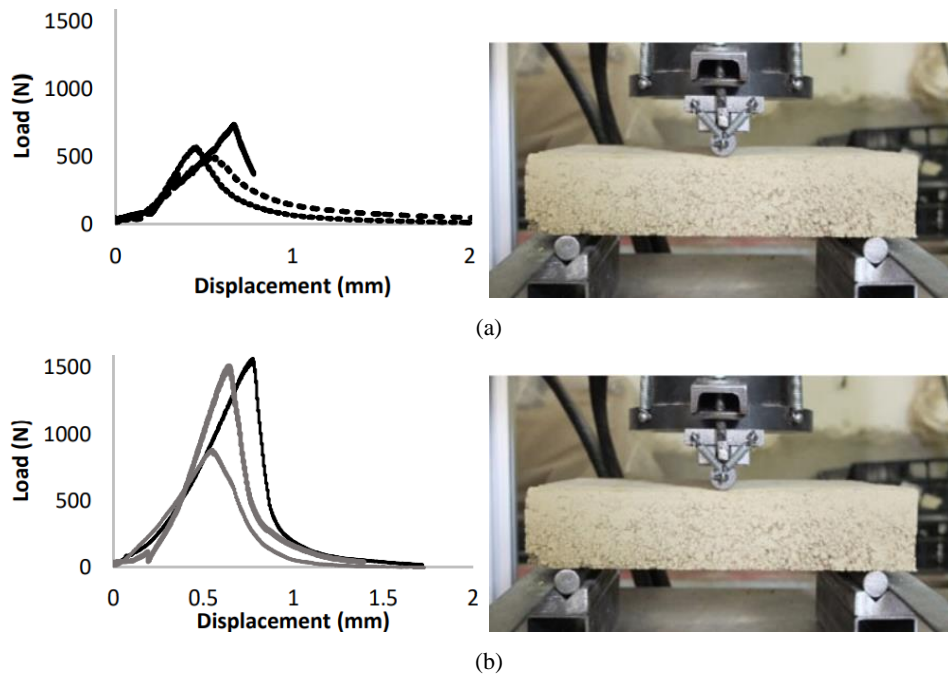 1500
1000
500
0
Load (N)
0 1 2
Displacement (mm)
(a)
1500
1000
500
0
Load (N)
0 0.5 1 1.5 2
Displacement (mm)
(b)